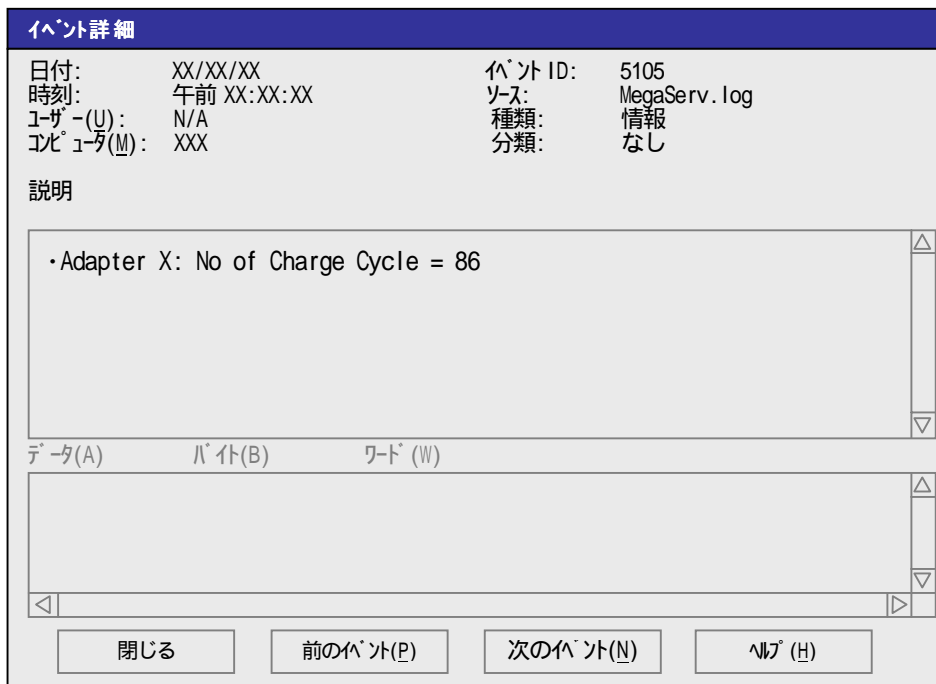 ｲﾍﾞﾝﾄ詳細
日付: XX/XX/XX ｲﾍﾞﾝﾄ ID: 5105
時刻: 午前 XX:XX:XX ｿｰｽ: MegaServ.log
ﾕｰｻﾞｰ(U): N/A 種類: 情報
ｺﾝﾋﾟｭｰﾀ(M): XXX 分類: なし
説明
・Adapter X: No of Charge Cycle = 86
ﾃﾞｰﾀ(A) ﾊﾞｲﾄ(B) ﾜｰﾄﾞ(W)
閉じる 前のｲﾍﾞﾝﾄ(P) 次のｲﾍﾞﾝﾄ(N) ﾍﾙﾌﾟ(H)